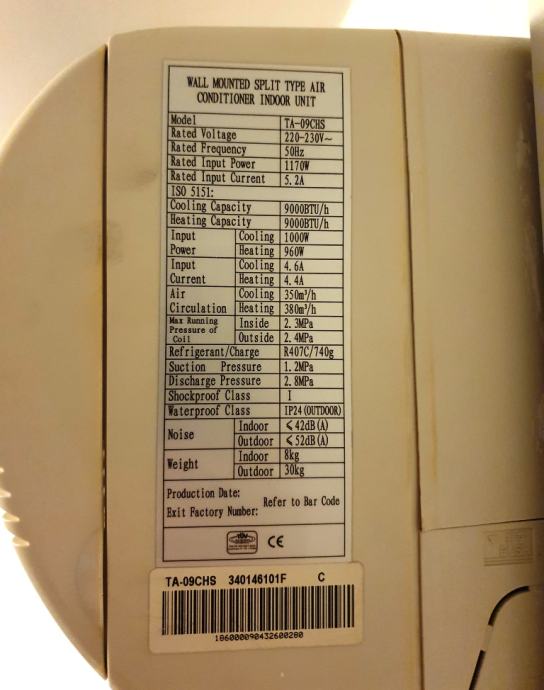 WALL MOUNTED SPLIT TYPE AIR
CONDITIONER INDOOR UNIT
Model TA-09CHS
Rated Voltage 220-230V~
Rated Frequency 50Hz
Rated Input Power 1170W
Rated Input Current 5.2A
ISO 5151:
Cooling Capacity 9000BTU/h
Heating Capacity 9000BTU/h
Input Power Cooling 1000W
Heating 960W
Input Current Cooling 4.6A
Heating 4.4A
Air Circulation Cooling 350m³/h
Heating 380m³/h
Max Running Pressure of Coil Inside 2.3MPa
Outside 2.4MPa
Refrigerant/Charge R407C/740g
Suction Pressure 1.2MPa
Discharge Pressure 2.8MPa
Shockproof Class I
Waterproof Class IP24(OUTDOOR)
Noise Indoor ≤42dB(A)
Outdoor ≤52dB(A)
Weight Indoor 8kg
Outdoor 30kg
Production Date:
Refer to Bar Code
Exit Factory Number:
TÜV CE
TA-09CHS 340146101F C
186000090432600280